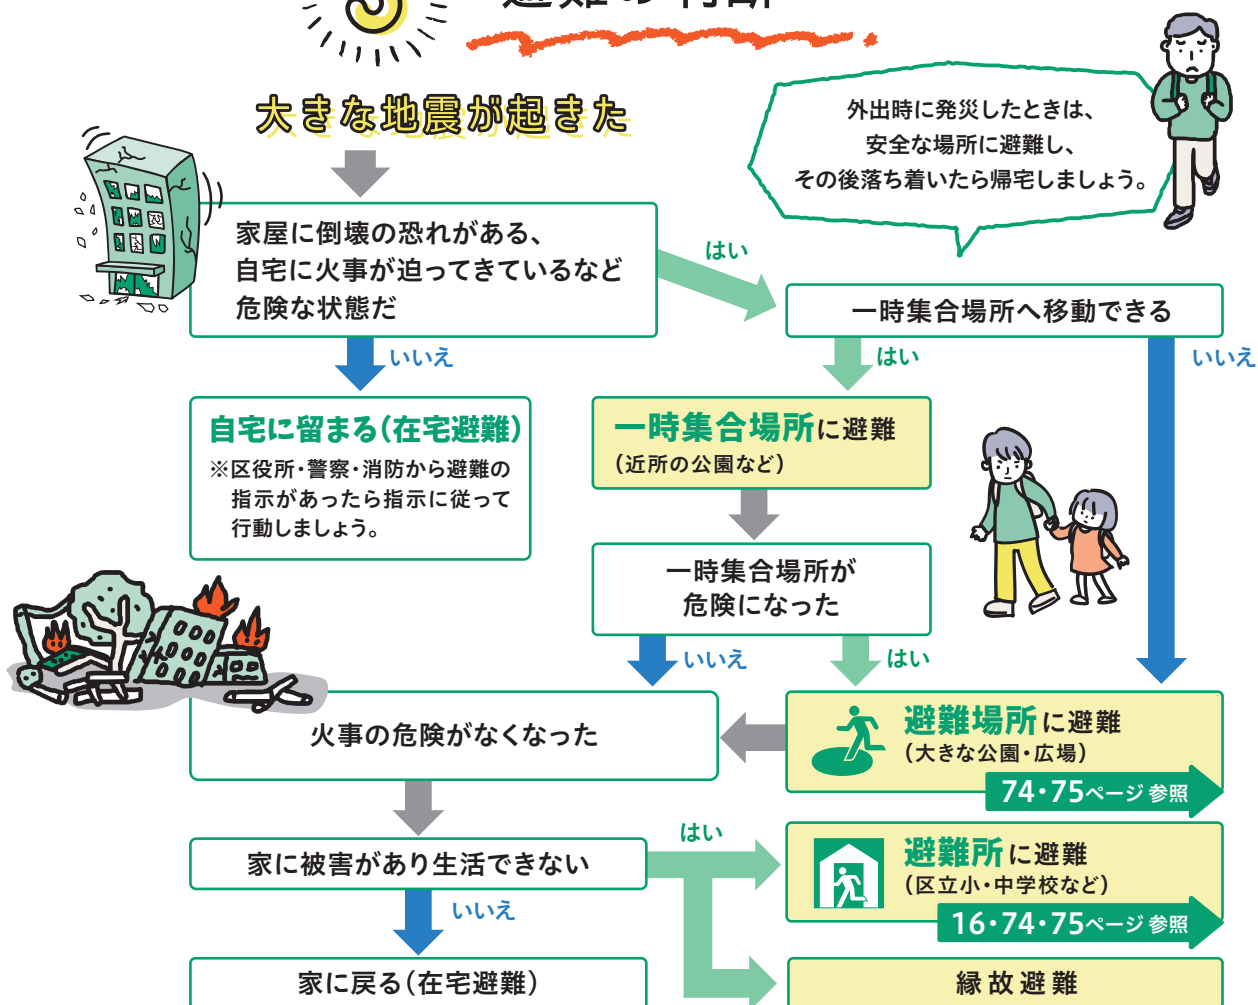 避難の判断
大きな地震が起きた
外出時に発災したときは、
安全な場所に避難し、
その後落ち着いたら帰宅しましょう。
家屋に倒壊の恐れがある、
自宅に火事が迫ってきているなど
危険な状態だ
はい
一時集合場所へ移動できる
いいえ
はい
いいえ
自宅に留まる(在宅避難)
※区役所・警察・消防から避難の
指示があったら指示に従って
行動しましょう。
一時集合場所に避難
(近所の公園など)
一時集合場所が
危険になった
いいえ
はい
火事の危険がなくなった
避難場所に避難
(大きな公園・広場)
74・75ページ 参照
はい
家に被害があり生活できない
避難所に避難
(区立小・中学校など)
16・74・75ページ 参照
いいえ
家に戻る(在宅避難)
縁故避難